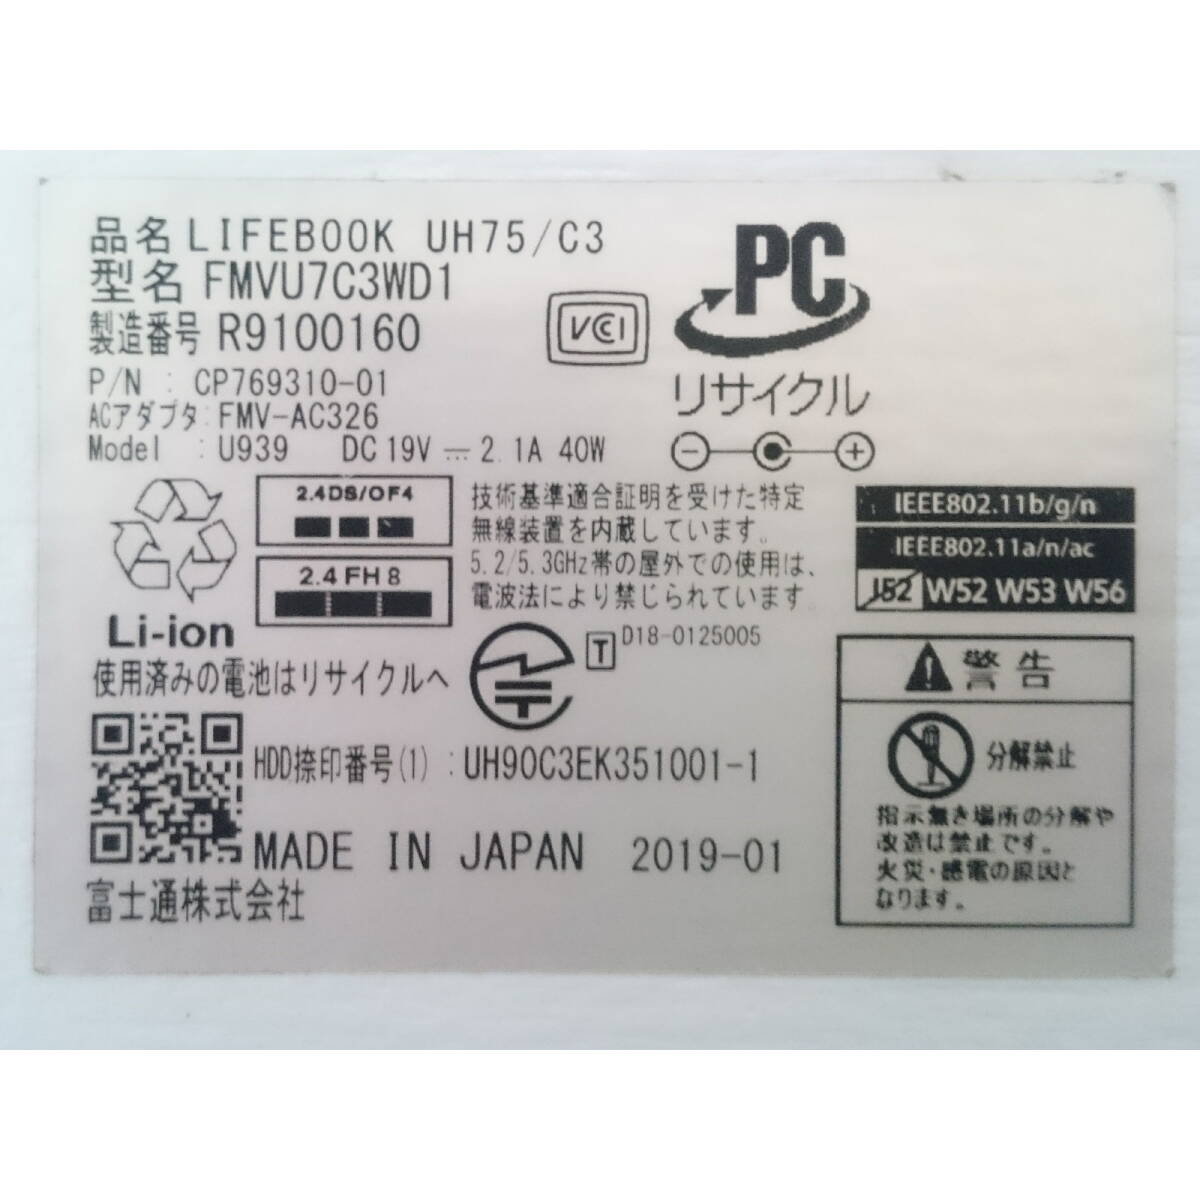 品名 LIFEBOOK UH75/C3
型名 FMVU7C3WD1
製造番号 R9100160
P/N : CP769310-01
ACアダプタ: FMV-AC326
Model : U939 DC 19V ⎓ 2.1A 40W
VCCI
PC
リサイクル
2.4DS/OF4
2.4FH8
Li-ion
使用済みの電池はリサイクルへ
技術基準適合証明を受けた特定
無線装置を内蔵しています。
5.2/5.3GHz帯の屋外での使用は、
電波法により禁じられています。
T D18-0125005
IEEE802.11b/g/n
IEEE802.11a/n/ac
J52 W52 W53 W56
警告
分解禁止
指示無き場所の分解や
改造は禁止です。
火災・感電の原因と
なります。
HDD捺印番号(1) : UH90C3EK351001-1
MADE IN JAPAN 2019-01
富士通株式会社